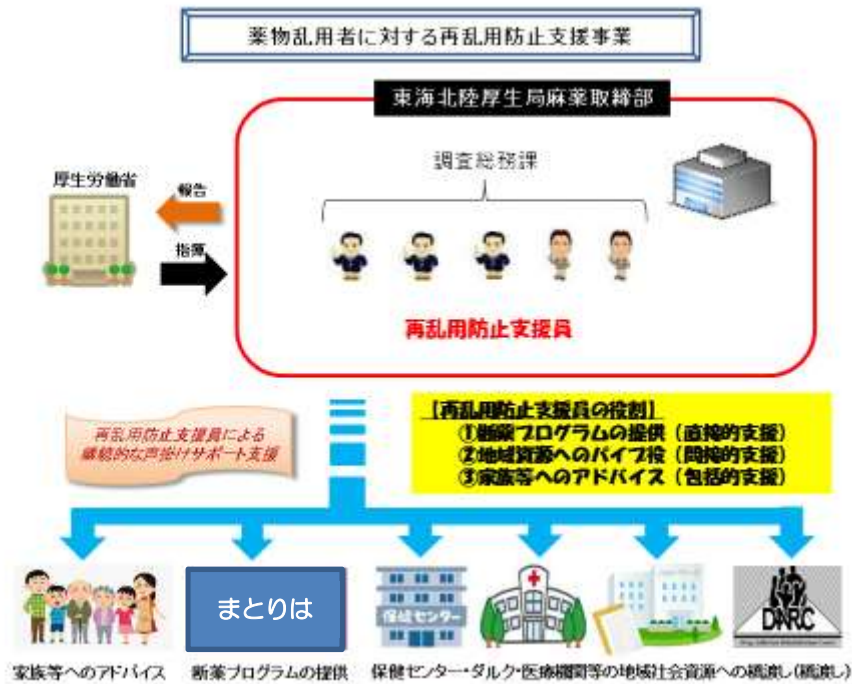 薬物乱用者に対する再乱用防止支援事業
東海北陸厚生局麻薬取締部
調査総務課
厚生労働省
報告
指揮
再乱用防止支援員
再乱用防止支援員による
継続的な声掛けサポート支援
【再乱用防止支援員の役割】
①断薬プログラムの提供（直接的支援）
②地域資源へのパイプ役（間接的支援）
③家族等へのアドバイス（包括的支援）
まとりは
保健センター
DARC
家族等へのアドバイス
断薬プログラムの提供
保健センター・ダルク・医療機関等の地域社会資源への橋渡し(橋渡し)